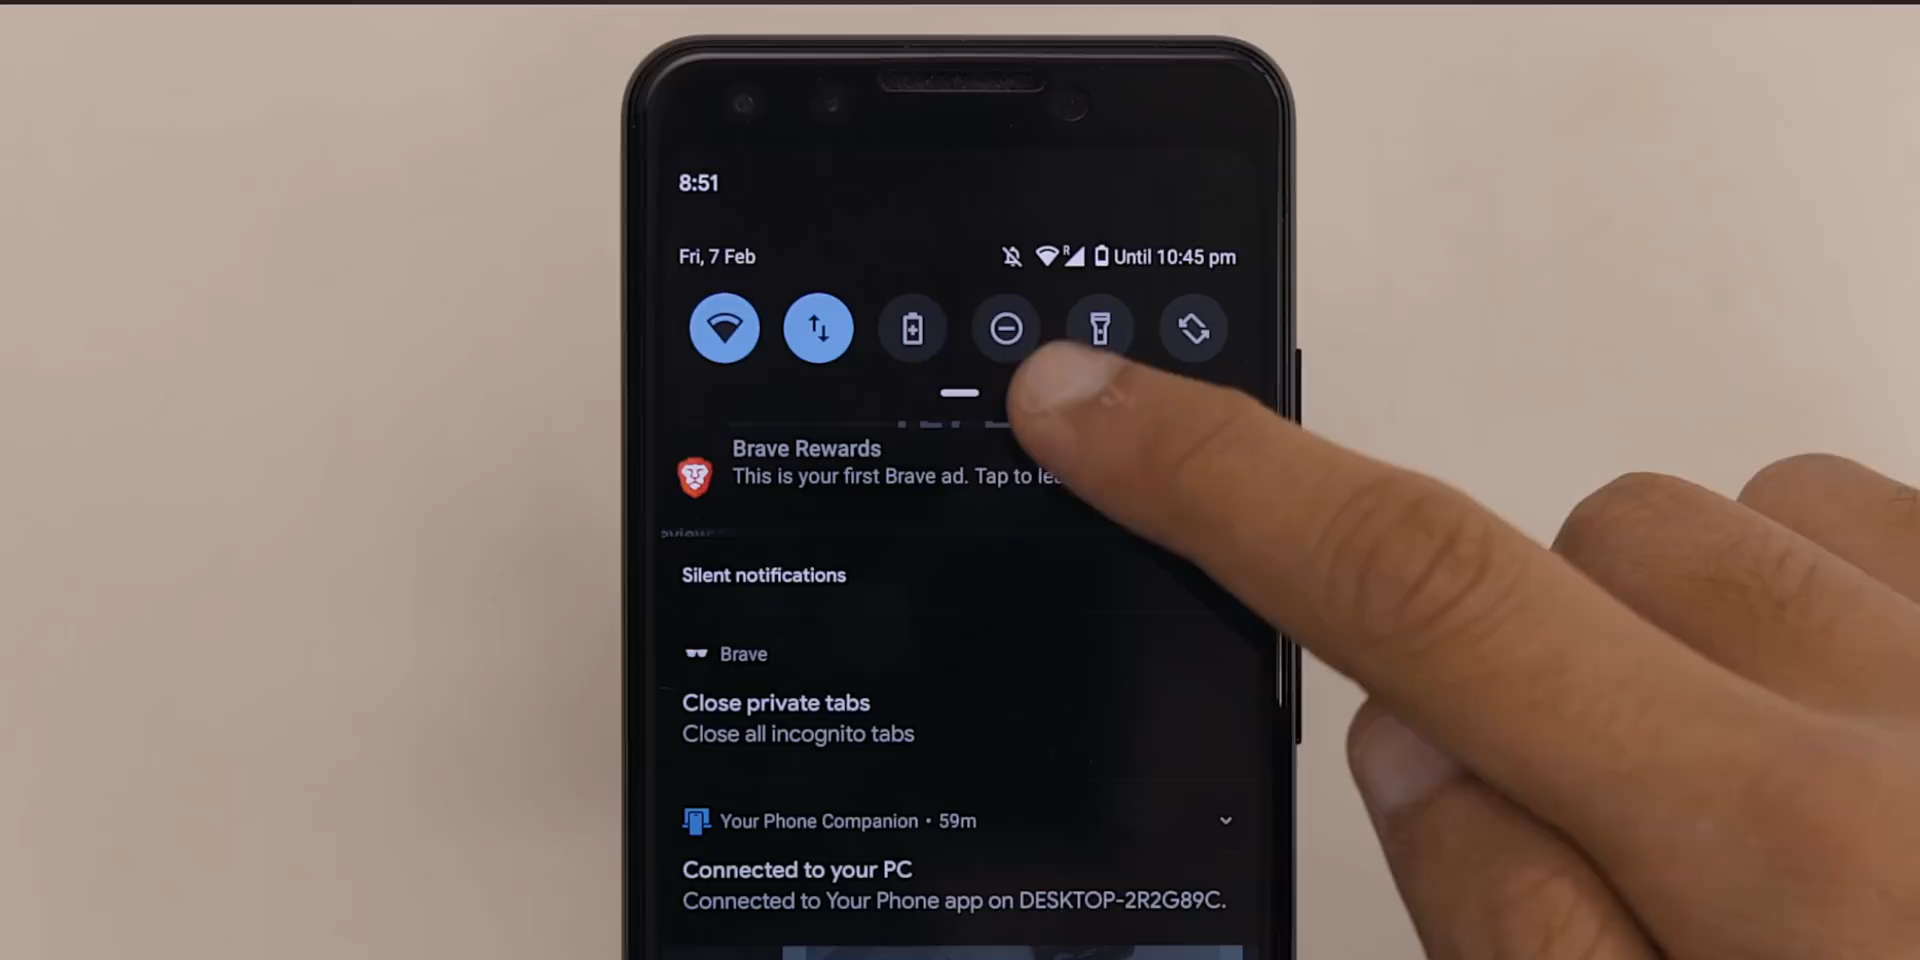 8:51
Fri, 7 Feb
R
Until 10:45 pm
Brave Rewards
This is your first Brave ad. Tap to
Silent notifications
Brave
Close private tabs
Close all incognito tabs
Your Phone Companion • 59m
Connected to your PC
Connected to Your Phone app on DESKTOP-2R2G89C.